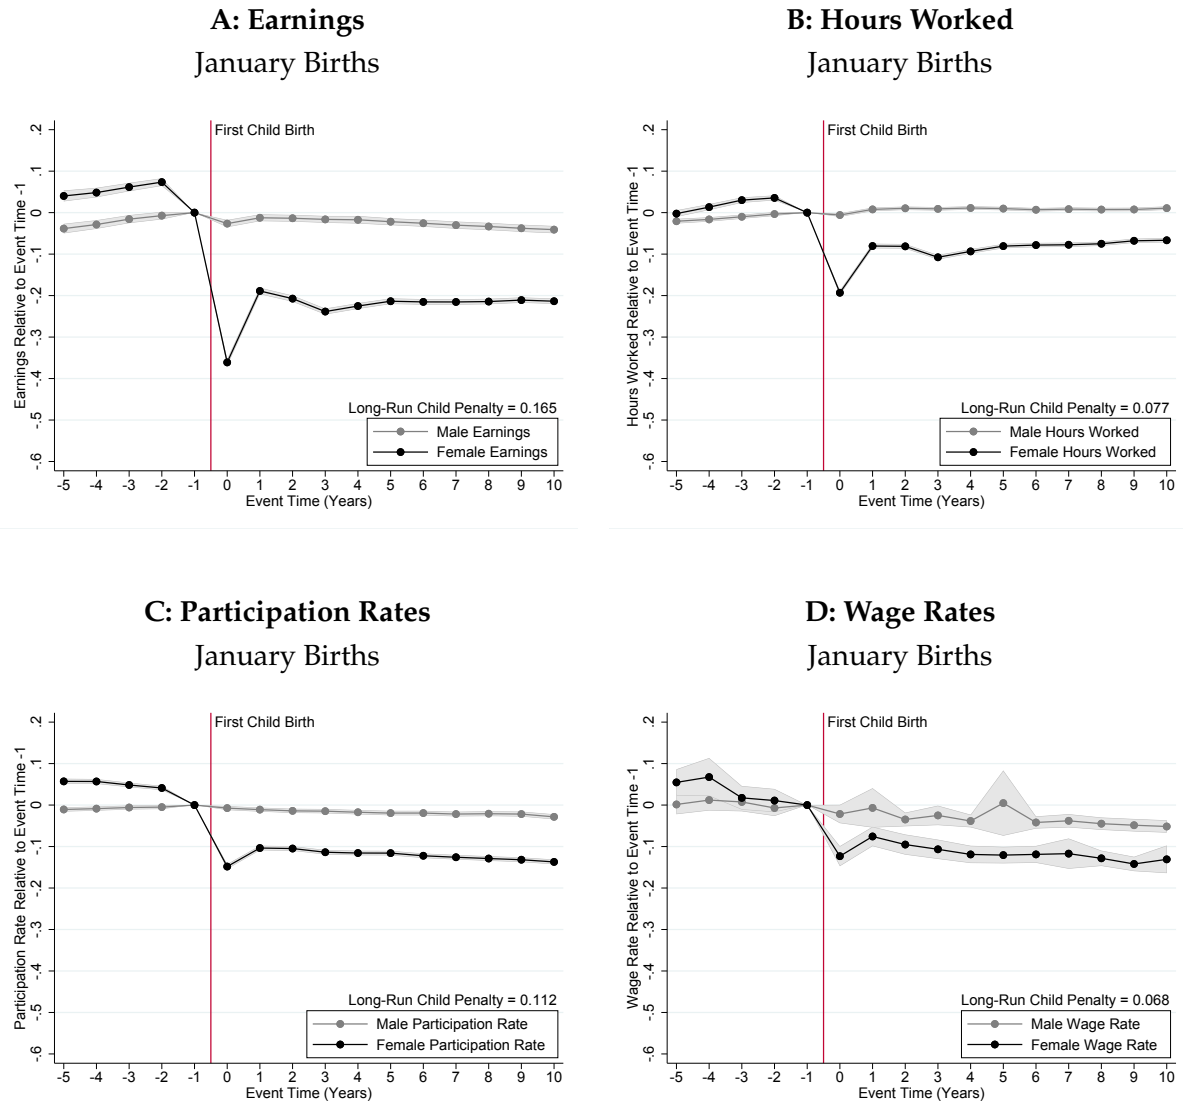 A: Earnings
January Births
Earnings Relative to Event Time -1
.2
.1
0
-.1
-.2
-.3
-.4
-.5
-.6
First Child Birth
Long-Run Child Penalty = 0.165
Male Earnings
Female Earnings
-5 -4 -3 -2 -1 0 1 2 3 4 5 6 7 8 9 10
Event Time (Years)
B: Hours Worked
January Births
Hours Worked Relative to Event Time -1
.2
.1
0
-.1
-.2
-.3
-.4
-.5
-.6
First Child Birth
Long-Run Child Penalty = 0.077
Male Hours Worked
Female Hours Worked
-5 -4 -3 -2 -1 0 1 2 3 4 5 6 7 8 9 10
Event Time (Years)
C: Participation Rates
January Births
Participation Rate Relative to Event Time -1
.2
.1
0
-.1
-.2
-.3
-.4
-.5
-.6
First Child Birth
Long-Run Child Penalty = 0.112
Male Participation Rate
Female Participation Rate
-5 -4 -3 -2 -1 0 1 2 3 4 5 6 7 8 9 10
Event Time (Years)
D: Wage Rates
January Births
Wage Rate Relative to Event Time -1
.2
.1
0
-.1
-.2
-.3
-.4
-.5
-.6
First Child Birth
Long-Run Child Penalty = 0.068
Male Wage Rate
Female Wage Rate
-5 -4 -3 -2 -1 0 1 2 3 4 5 6 7 8 9 10
Event Time (Years)